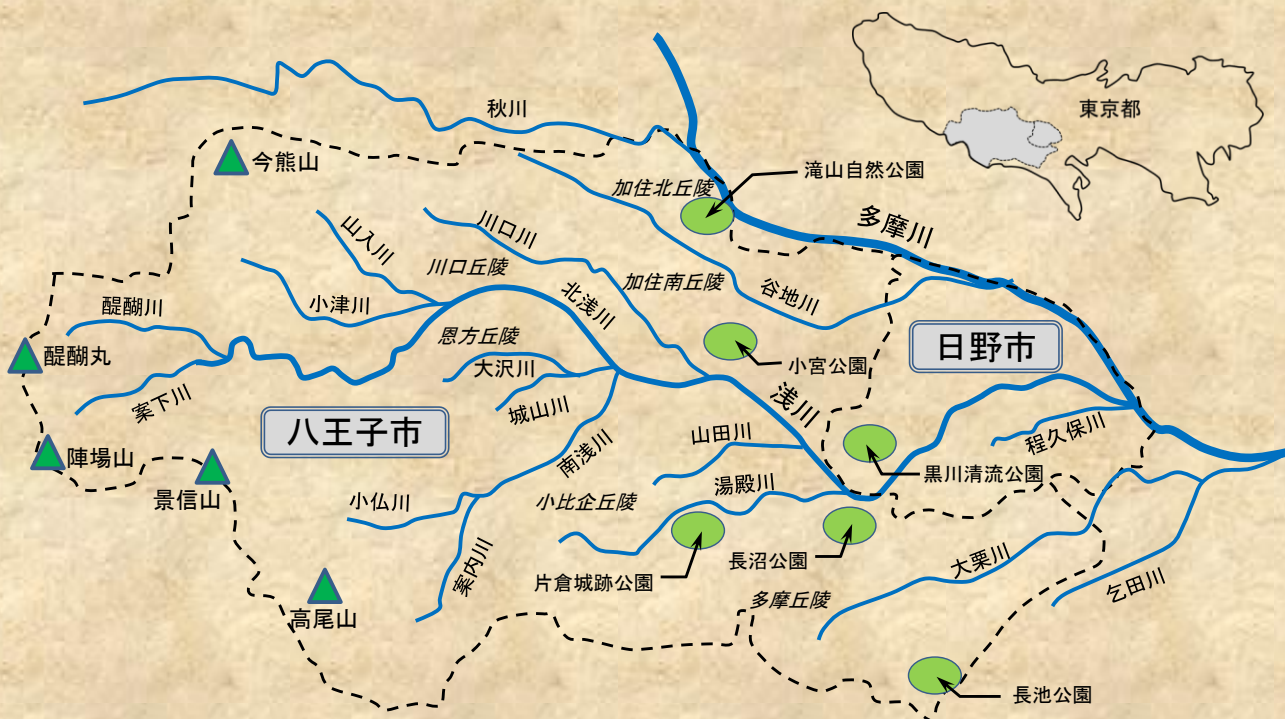 秋川
東京都
今熊山
滝山自然公園
加住北丘陵
多摩川
山入川
川口川
川口丘陵
加住南丘陵
谷地川
北浅川
醍醐川
小津川
恩方丘陵
日野市
醍醐丸
大沢川
小宮公園
案下川
城山川
浅川
八王子市
山田川
程久保川
陣場山
南浅川
黒川清流公園
景信山
湯殿川
小仏川
小比企丘陵
長沼公園
大栗川
案内川
片倉城跡公園
乞田川
多摩丘陵
高尾山
長池公園